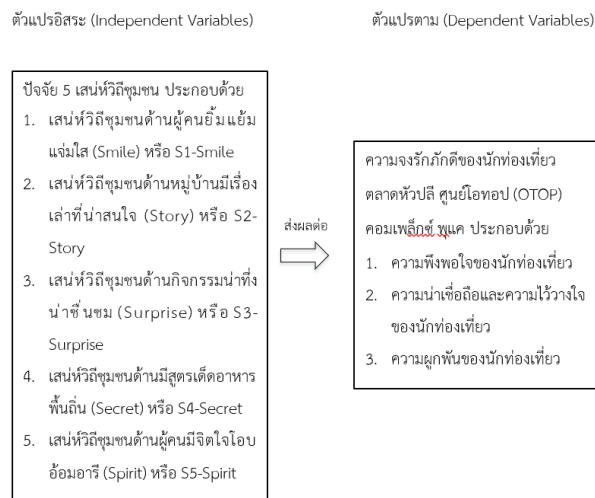 ตัวแปรอิสระ (Independent Variables)
ตัวแปรตาม (Dependent Variables)
ปัจจัย 5 เสน่ห์วิถีชุมชน ประกอบด้วย
1. เสน่ห์วิถีชุมชนด้านผู้คนยิ้มแย้ม
แจ่มใส (Smile) หรือ S1-Smile
2. เสน่ห์วิถีชุมชนด้านหมู่บ้านมีเรื่อง
เล่าที่น่าสนใจ (Story) หรือ S2-
Story
3. เสน่ห์วิถีชุมชนด้านกิจกรรมน่าทึ่ง
น่าชื่นชม (Surprise) หรือ S3-
Surprise
4. เสน่ห์วิถีชุมชนด้านมีสูตรเด็ดอาหาร
พื้นถิ่น (Secret) หรือ S4-Secret
5. เสน่ห์วิถีชุมชนด้านผู้คนมีจิตใจโอบ
อ้อมอารี (Spirit) หรือ S5-Spirit
ส่งผลต่อ
ความจงรักภักดีของนักท่องเที่ยว
ตลาดหัวปลี ศูนย์โอทอป (OTOP)
คอมเพล็กซ์ พุแค ประกอบด้วย
1. ความพึงพอใจของนักท่องเที่ยว
2. ความน่าเชื่อถือและความไว้วางใจ
ของนักท่องเที่ยว
3. ความผูกพันของนักท่องเที่ยว